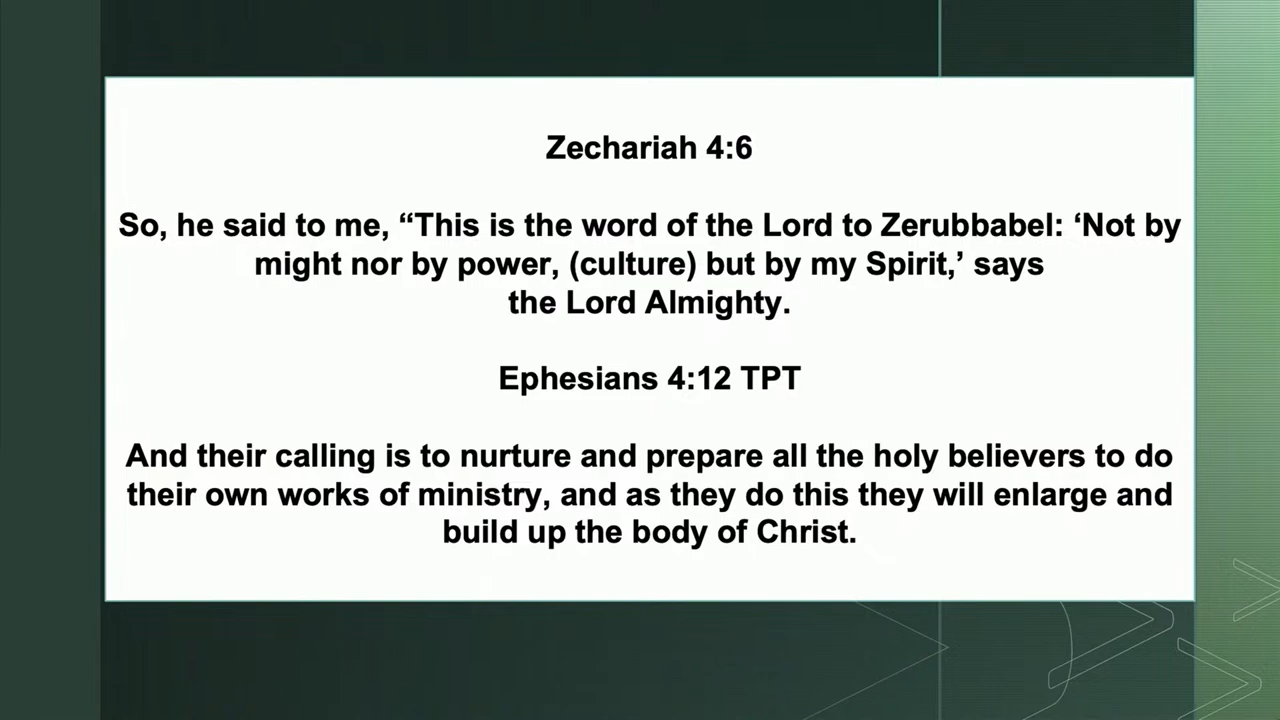 Zechariah 4:6
So, he said to me, “This is the word of the Lord to Zerubbabel: ‘Not by
might nor by power, (culture) but by my Spirit,’ says
the Lord Almighty.
Ephesians 4:12 TPT
And their calling is to nurture and prepare all the holy believers to do
their own works of ministry, and as they do this they will enlarge and
build up the body of Christ.